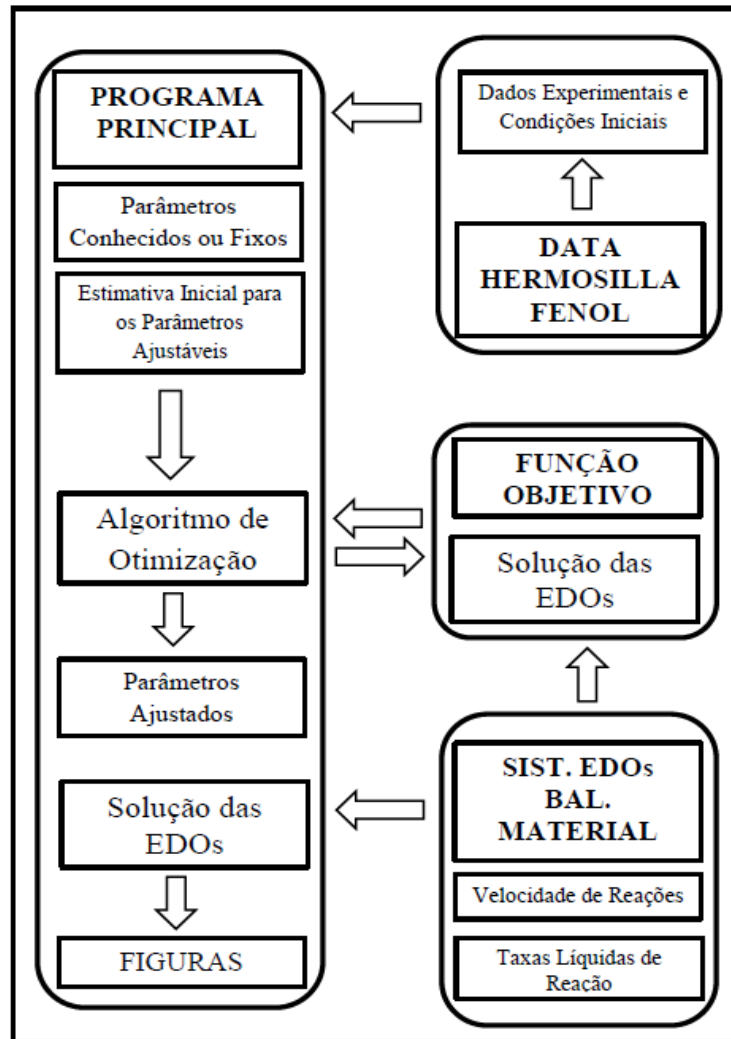 PROGRAMA
PRINCIPAL
Parâmetros
Conhecidos ou Fixos
Estimativa Inicial para
os Parâmetros
Ajustáveis
Algoritmo de
Otimização
Parâmetros
Ajustados
Solução das
EDOs
FIGURAS
Dados Experimentais e
Condições Iniciais
DATA
HERMOSILLA
FENOL
FUNÇÃO
OBJETIVO
Solução das
EDOs
SIST. EDOs
BAL.
MATERIAL
Velocidade de Reações
Taxas Líquidas de
Reação